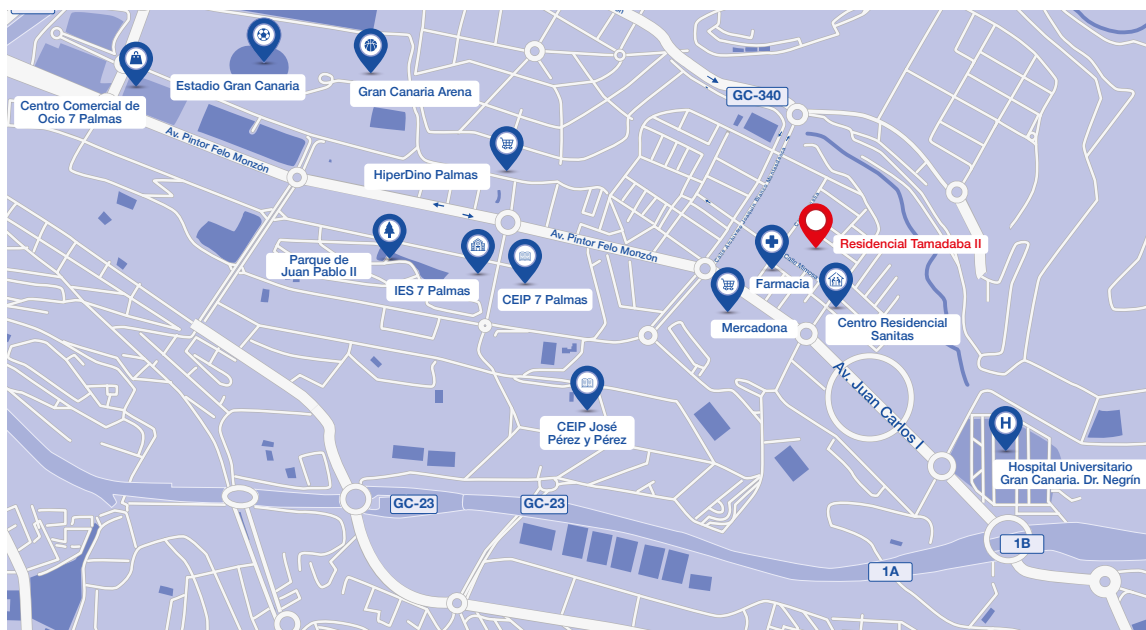 Estadio Gran Canaria
Gran Canaria Arena
GC-340
Centro Comercial de
Ocio 7 Palmas
Av. Pintor Felo Monzón
HiperDino Palmas
Av. Pintor Felo Monzón
Residencial Tamadaba II
Parque de
Juan Pablo II
IES 7 Palmas
CEIP 7 Palmas
Farmacia
Calle Mimosa
Mercadona
Centro Residencial
Sanitas
Av. Juan Carlos I
CEIP José
Pérez y Pérez
H
Hospital Universitario
Gran Canaria. Dr. Negrín
GC-23
GC-23
1B
1A